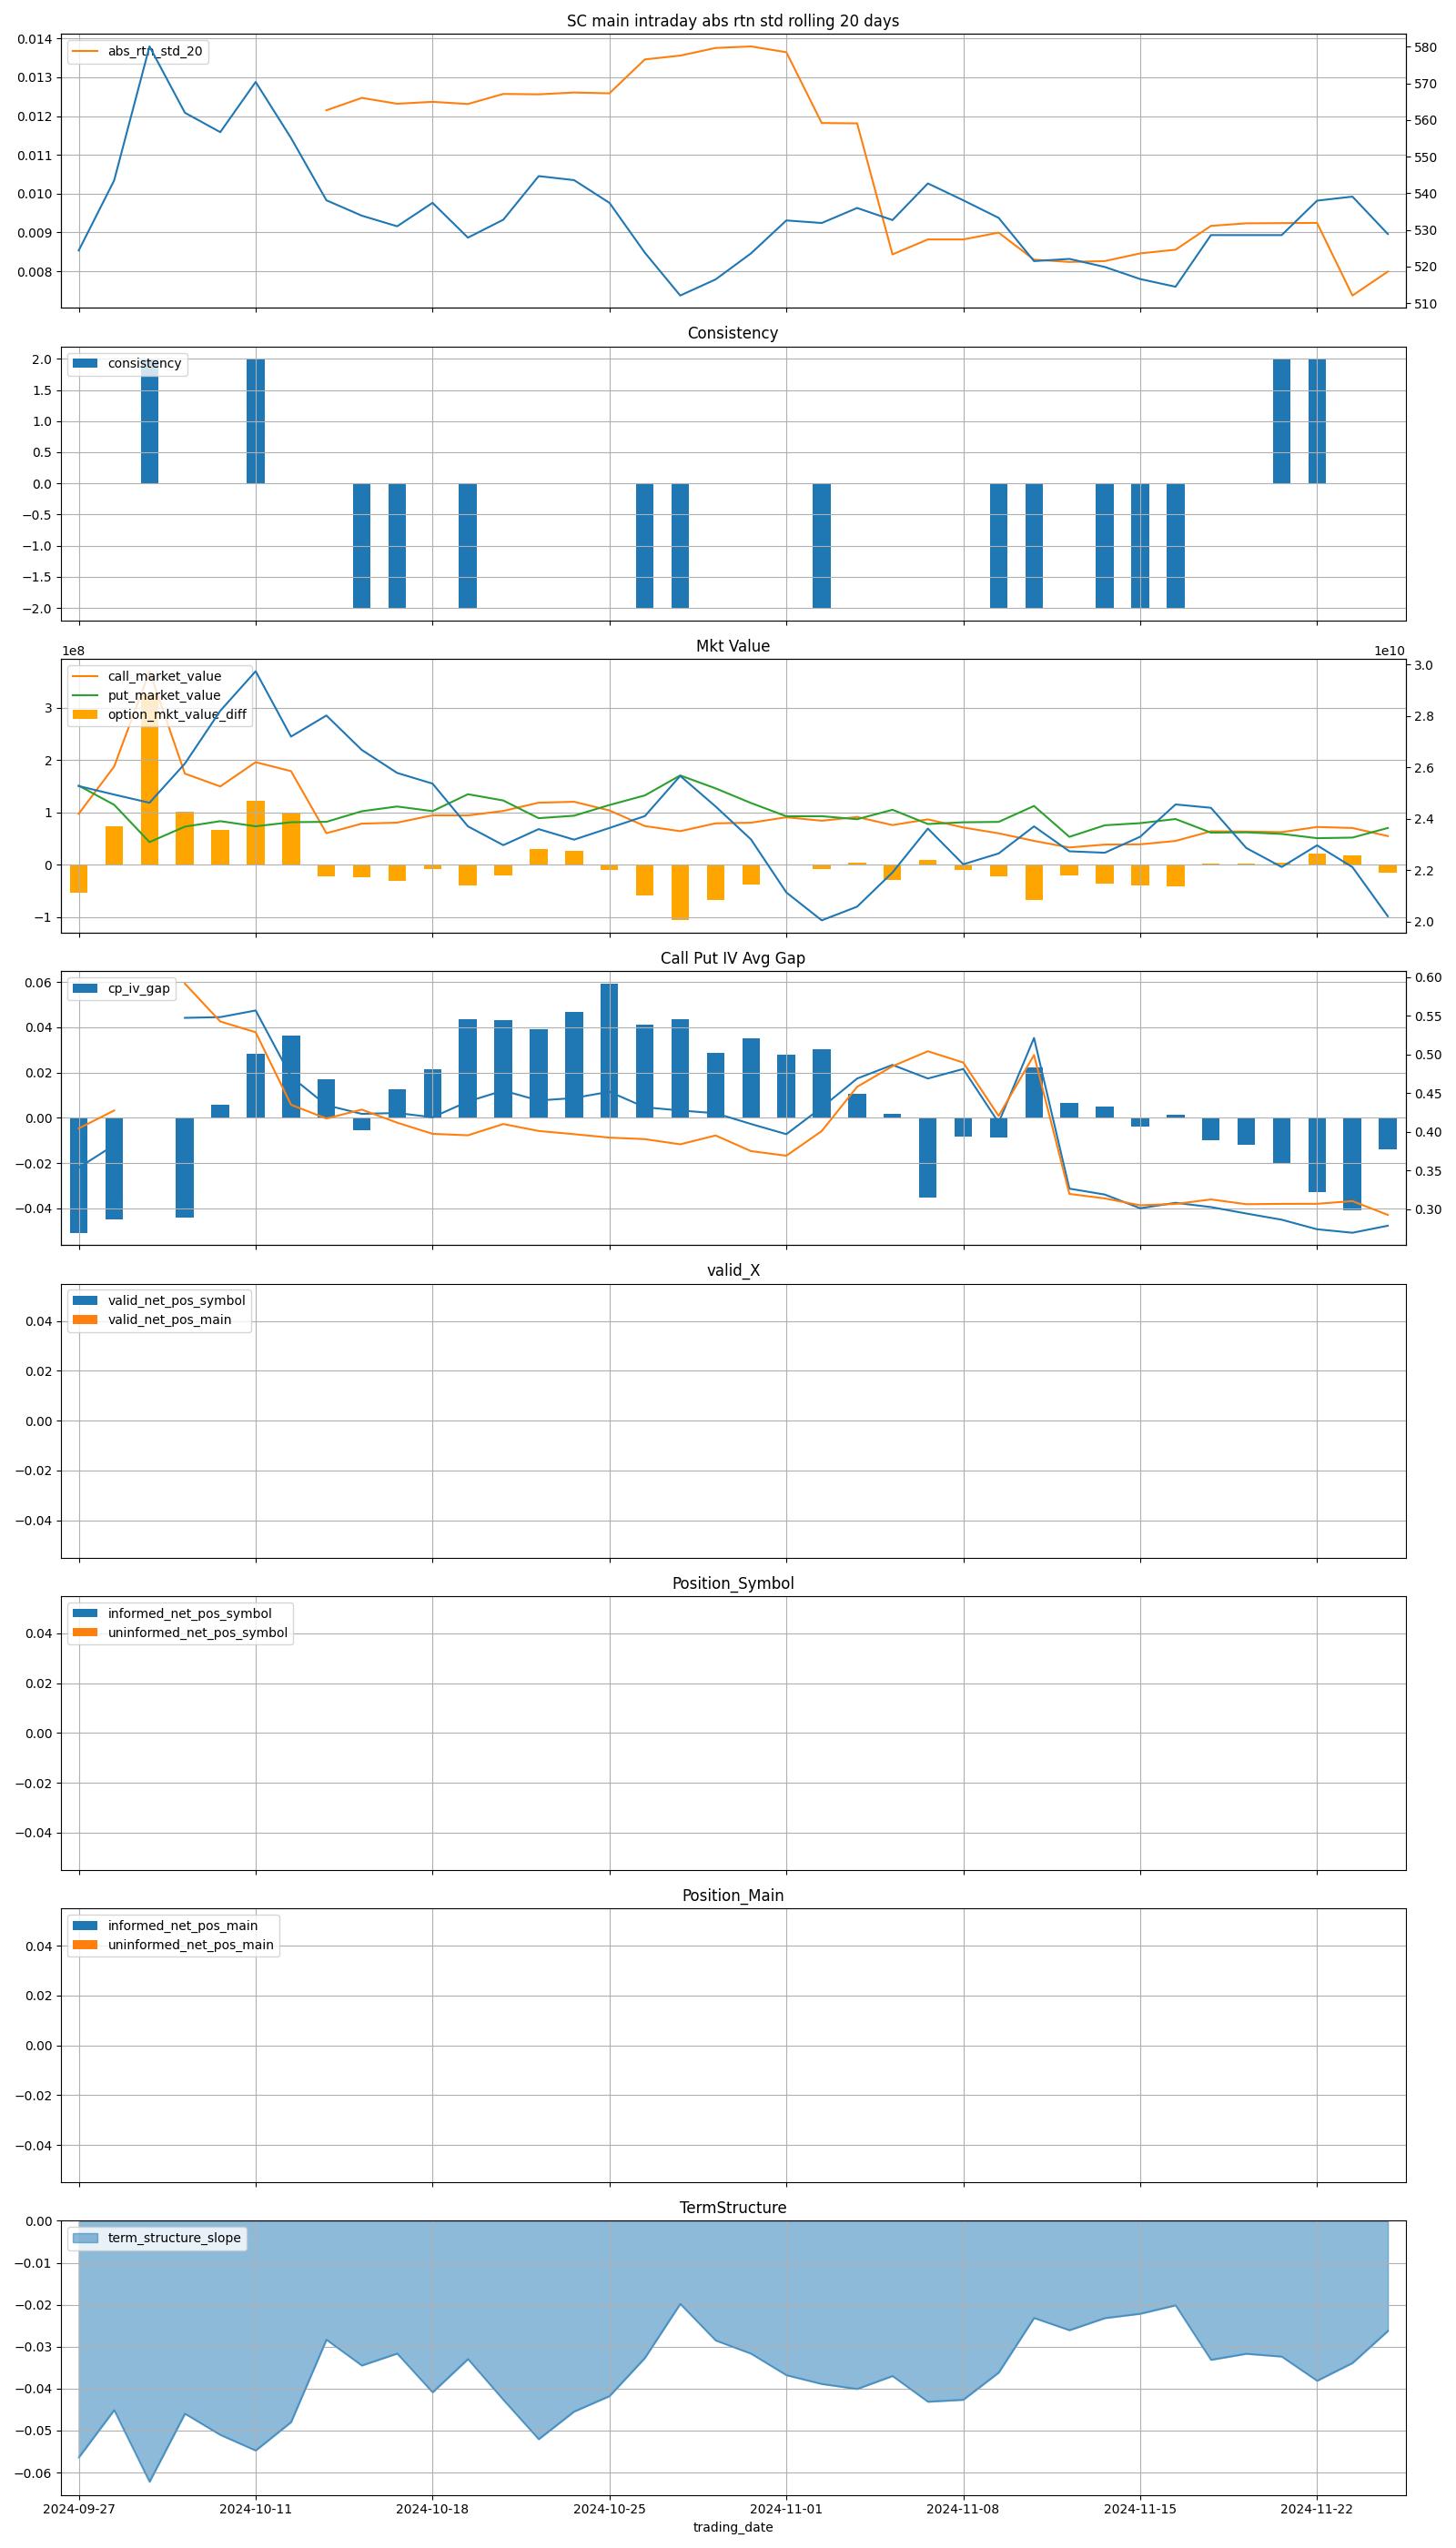 SC main intraday abs rtn std rolling 20 days
abs_rtn_std_20
0.014
0.013
0.012
0.011
0.010
0.009
0.008
580
570
560
550
540
530
520
510
Consistency
consistency
2.0
1.5
1.0
0.5
0.0
−0.5
−1.0
−1.5
−2.0
Mkt Value
1e8
1e10
call_market_value
put_market_value
option_mkt_value_diff
3
2
1
0
−1
3.0
2.8
2.6
2.4
2.2
2.0
Call Put IV Avg Gap
cp_iv_gap
0.06
0.04
0.02
0.00
−0.02
−0.04
0.60
0.55
0.50
0.45
0.40
0.35
0.30
valid_X
valid_net_pos_symbol
valid_net_pos_main
0.04
0.02
0.00
−0.02
−0.04
Position_Symbol
informed_net_pos_symbol
uninformed_net_pos_symbol
0.04
0.02
0.00
−0.02
−0.04
Position_Main
informed_net_pos_main
uninformed_net_pos_main
0.04
0.02
0.00
−0.02
−0.04
TermStructure
term_structure_slope
0.00
−0.01
−0.02
−0.03
−0.04
−0.05
−0.06
2024-09-27 2024-10-11 2024-10-18 2024-10-25 2024-11-01 2024-11-08 2024-11-15 2024-11-22
trading_date